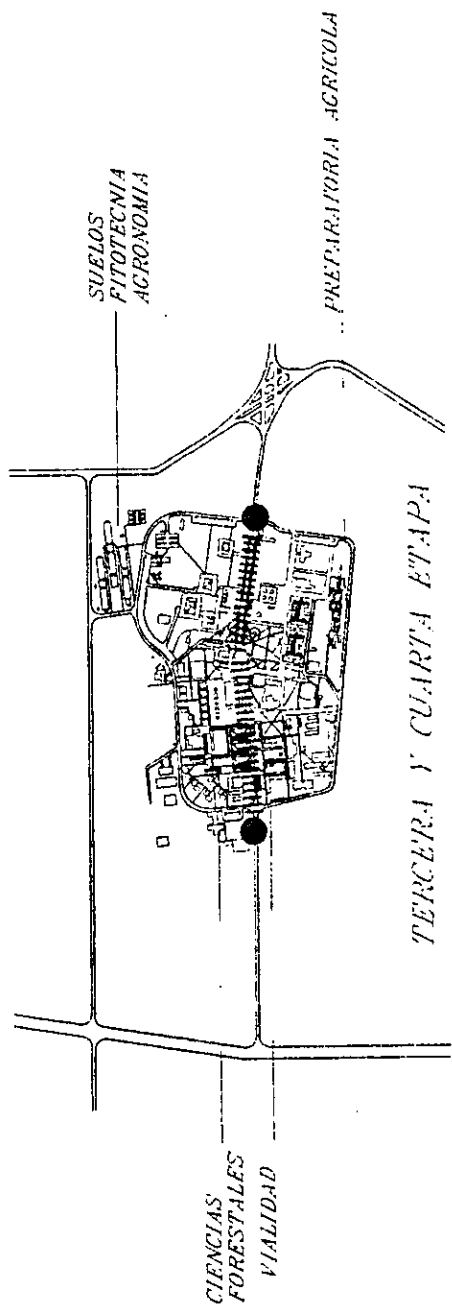 SUELOS
FITOTECNIA
AGRONOMIA
PREPARATORIA AGRICOLA
CIENCIAS
FORESTALES
VIALIDAD
TERCERA Y CUARTA ETAPA